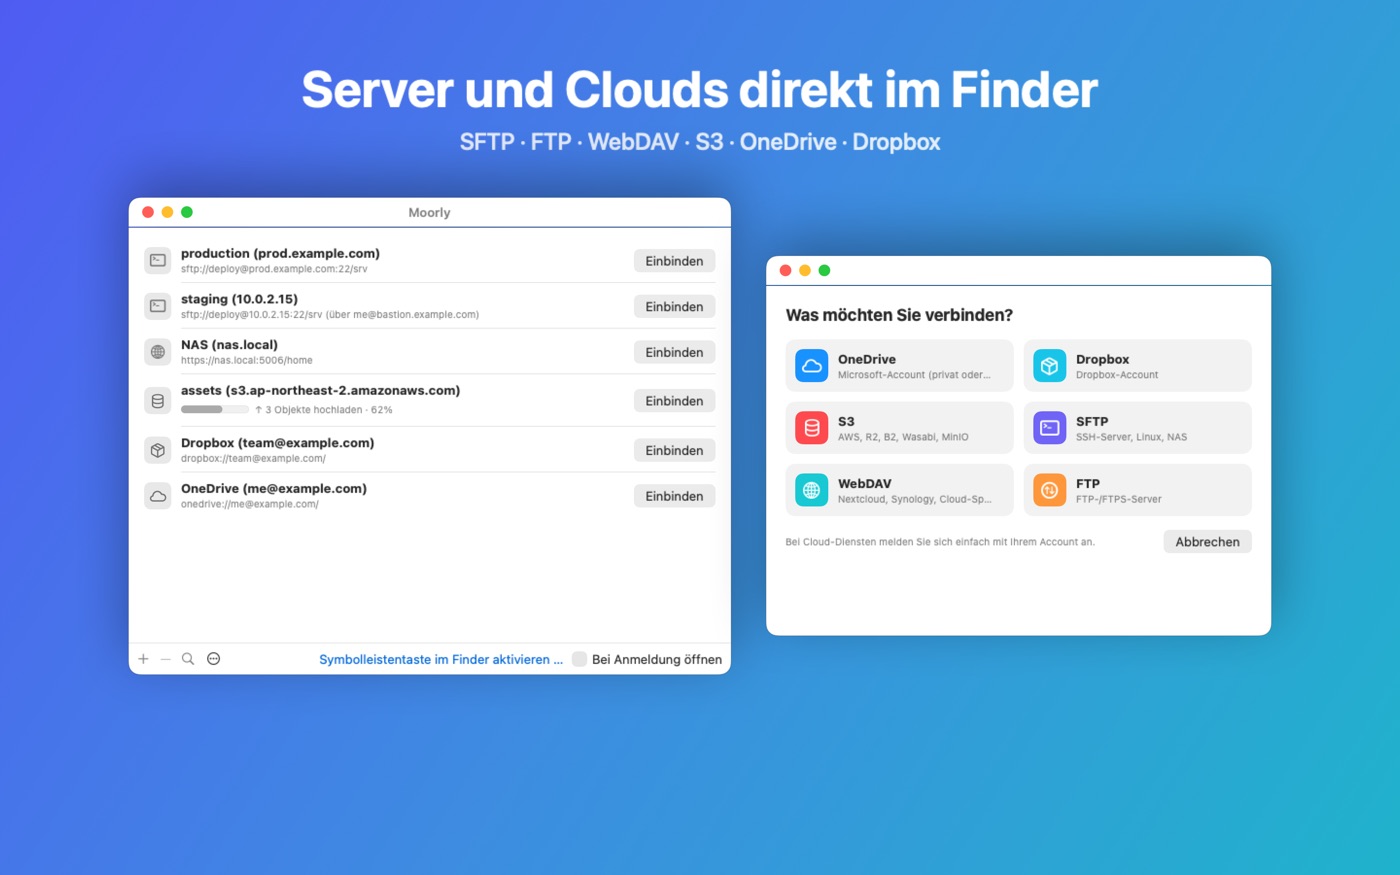 Server und Clouds direkt im Finder
SFTP · FTP · WebDAV · S3 · OneDrive · Dropbox
Moorly
production (prod.example.com)
sftp://deploy@prod.example.com:22/srv
Einbinden
staging (10.0.2.15)
sftp://deploy@10.0.2.15:22/srv (über me@bastion.example.com)
Einbinden
NAS (nas.local)
https://nas.local:5006/home
Einbinden
assets (s3.ap-northeast-2.amazonaws.com)
↑ 3 Objekte hochladen · 62%
Einbinden
Dropbox (team@example.com)
dropbox://team@example.com/
Einbinden
OneDrive (me@example.com)
onedrive://me@example.com/
Einbinden
Symbolleistentaste im Finder aktivieren ...
Bei Anmeldung öffnen
Was möchten Sie verbinden?
OneDrive
Microsoft-Account (privat oder...
Dropbox
Dropbox-Account
S3
AWS, R2, B2, Wasabi, MinIO
SFTP
SSH-Server, Linux, NAS
WebDAV
Nextcloud, Synology, Cloud-Sp...
FTP
FTP-/FTPS-Server
Bei Cloud-Diensten melden Sie sich einfach mit Ihrem Account an.
Abbrechen